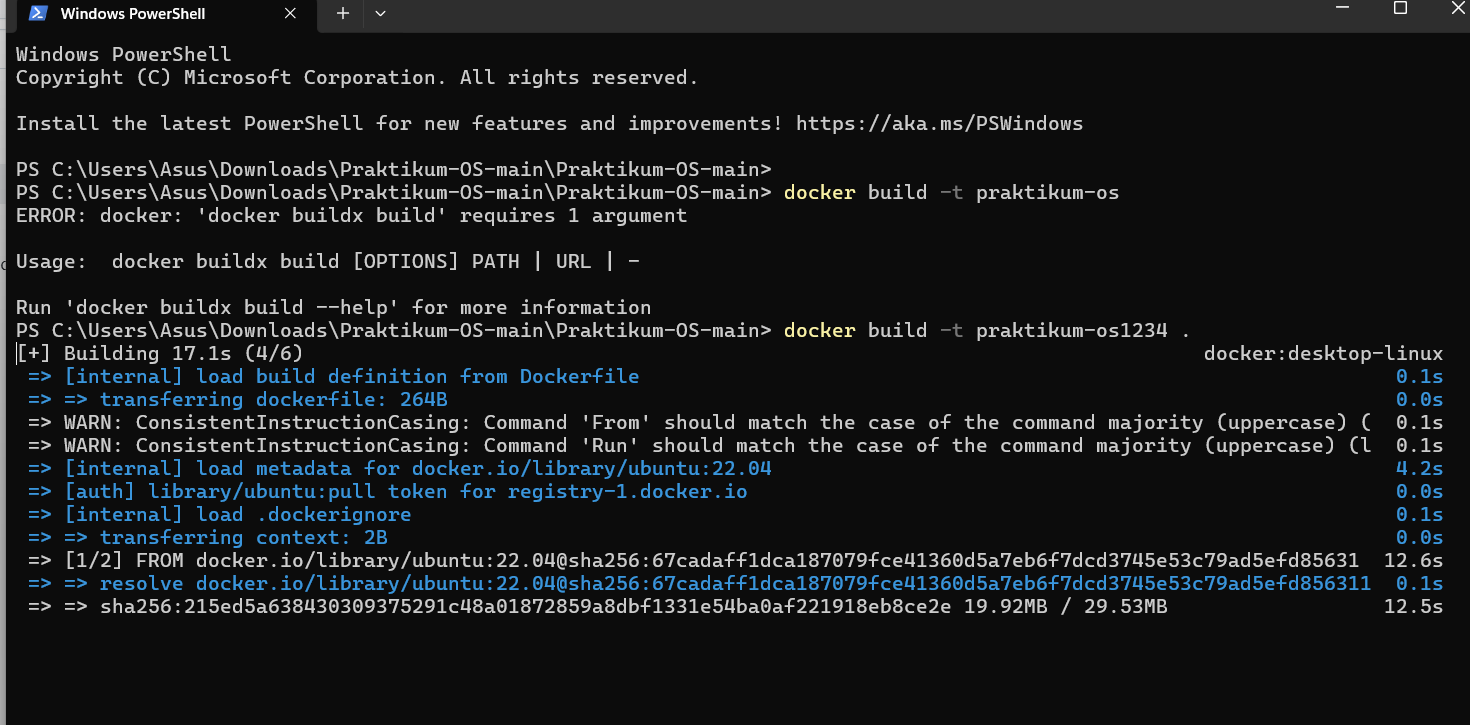 Windows PowerShell
Windows PowerShell
Copyright (C) Microsoft Corporation. All rights reserved.
Install the latest PowerShell for new features and improvements! https://aka.ms/PSWindows
PS C:\Users\Asus\Downloads\Praktikum-OS-main\Praktikum-OS-main>
PS C:\Users\Asus\Downloads\Praktikum-OS-main\Praktikum-OS-main> docker build -t praktikum-os
ERROR: docker: 'docker buildx build' requires 1 argument
Usage:  docker buildx build [OPTIONS] PATH | URL | -
Run 'docker buildx build --help' for more information
PS C:\Users\Asus\Downloads\Praktikum-OS-main\Praktikum-OS-main> docker build -t praktikum-os1234 .
[+] Building 17.1s (4/6) docker:desktop-linux
=> [internal] load build definition from Dockerfile 0.1s
=> => transferring dockerfile: 264B 0.0s
=> WARN: ConsistentInstructionCasing: Command 'From' should match the case of the command majority (uppercase) ( 0.1s
=> WARN: ConsistentInstructionCasing: Command 'Run' should match the case of the command majority (uppercase) (l 0.1s
=> [internal] load metadata for docker.io/library/ubuntu:22.04 4.2s
=> [auth] library/ubuntu:pull token for registry-1.docker.io 0.0s
=> [internal] load .dockerignore 0.1s
=> => transferring context: 2B 0.0s
=> [1/2] FROM docker.io/library/ubuntu:22.04@sha256:67cadaff1dca187079fce41360d5a7eb6f7dcd3745e53c79ad5efd85631 12.6s
=> => resolve docker.io/library/ubuntu:22.04@sha256:67cadaff1dca187079fce41360d5a7eb6f7dcd3745e53c79ad5efd856311 0.1s
=> => sha256:215ed5a638430309375291c48a01872859a8dbf1331e54ba0af221918eb8ce2e 19.92MB / 29.53MB 12.5s